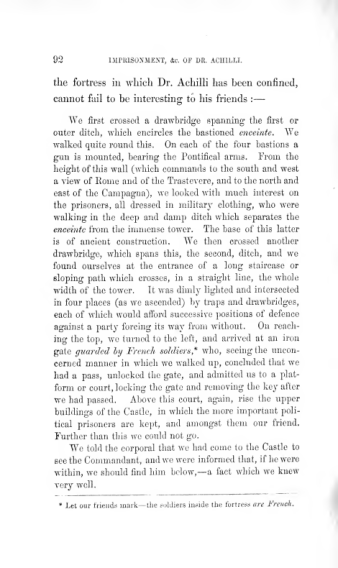 92 IMPRISONMENT, &c. OF DR. ACHILLI.
the fortress in which Dr. Achilli has been confined,
cannot fail to be interesting to his friends :—
We first crossed a drawbridge spanning the first or
outer ditch, which encircles the bastioned enceinte. We
walked quite round this. On each of the four bastions a
gun is mounted, bearing the Pontifical arms. From the
height of this wall (which commands to the south and west
a view of Rome and of the Trastevere, and to the north and
east of the Campagna), we looked with much interest on
the prisoners, all dressed in military clothing, who were
walking in the deep and damp ditch which separates the
enceinte from the immense tower. The base of this latter
is of ancient construction. We then crossed another
drawbridge, which spans this, the second, ditch, and we
found ourselves at the entrance of a long staircase or
sloping path which crosses, in a straight line, the whole
width of the tower. It was dimly lighted and intersected
in four places (as we ascended) by traps and drawbridges,
each of which would afford successive positions of defence
against a party forcing its way from without. On reach-
ing the top, we turned to the left, and arrived at an iron
gate guarded by French soldiers,* who, seeing the uncon-
cerned manner in which we walked up, concluded that we
had a pass, unlocked the gate, and admitted us to a plat-
form or court, locking the gate and removing the key after
we had passed. Above this court, again, rise the upper
buildings of the Castle, in which the more important poli-
tical prisoners are kept, and amongst them our friend.
Further than this we could not go.
We told the corporal that we had come to the Castle to
see the Commandant, and we were informed that, if he were
within, we should find him below,—a fact which we knew
very well.
* Let our friends mark—the soldiers inside the fortress are French.